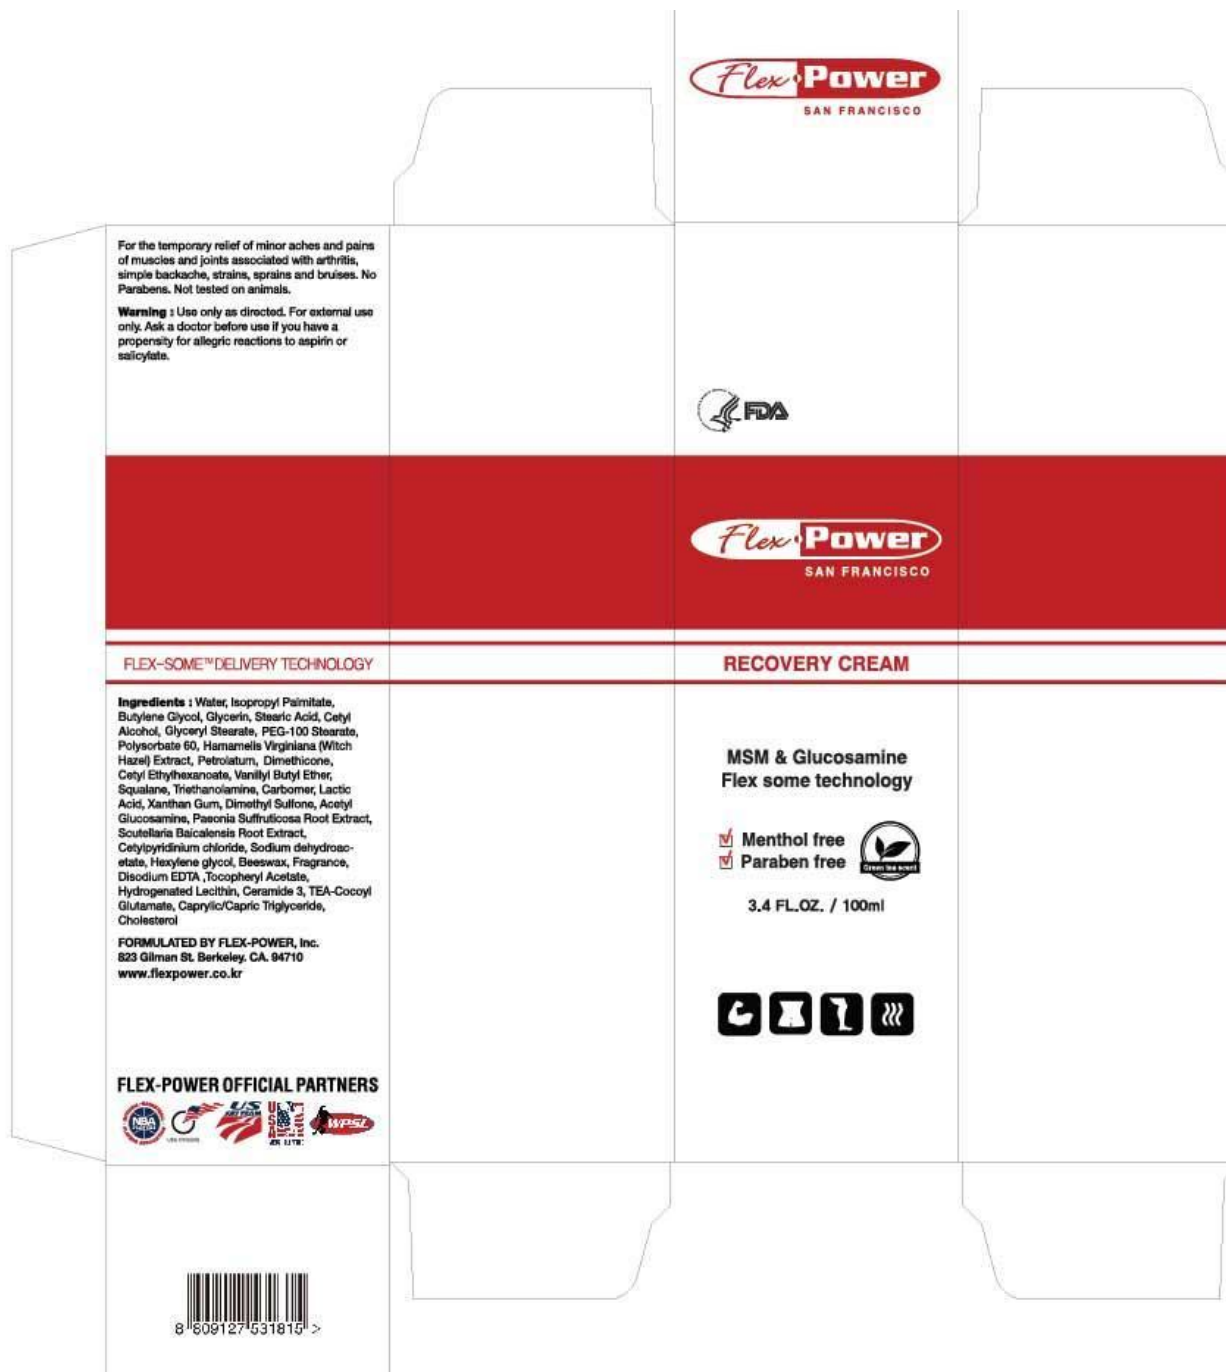 Flex Power
SAN FRANCISCO
For the temporary relief of minor aches and pains
of muscles and joints associated with arthritis,
simple backache, strains, sprains and bruises. No
Parabens. Not tested on animals.
Warning : Use only as directed. For external use
only. Ask a doctor before use if you have a
propensity for allegric reactions to aspirin or
salicylate.
FDA
Flex Power
SAN FRANCISCO
FLEX-SOME™ DELIVERY TECHNOLOGY
RECOVERY CREAM
Ingredients : Water, Isopropyl Palmitate,
Butylene Glycol, Glycerin, Stearic Acid, Cetyl
Alcohol, Glyceryl Stearate, PEG-100 Stearate,
Polysorbate 60, Hamamelis Virginiana (Witch
Hazel) Extract, Petrolatum, Dimethicone,
Cetyl Ethylhexanoate, Vanillyl Butyl Ether,
Squalane, Triethanolamine, Carbomer, Lactic
Acid, Xanthan Gum, Dimethyl Sulfone, Acetyl
Glucosamine, Paeonia Suffruticosa Root Extract,
Scutellaria Baicalensis Root Extract,
Cetylpyridinium chloride, Sodium dehydroac-
etate, Hexylene glycol, Beeswax, Fragrance,
Disodium EDTA ,Tocopheryl Acetate,
Hydrogenated Lecithin, Ceramide 3, TEA-Cocoyl
Glutamate, Caprylic/Capric Triglyceride,
Cholesterol
FORMULATED BY FLEX-POWER, Inc.
823 Gilman St. Berkeley. CA. 94710
www.flexpower.co.kr
MSM & Glucosamine
Flex some technology
Menthol free
Paraben free
Green tea scent
3.4 FL.OZ. / 100ml
FLEX-POWER OFFICIAL PARTNERS
NBA
US
USA
WPSL
8 809127 531815 >